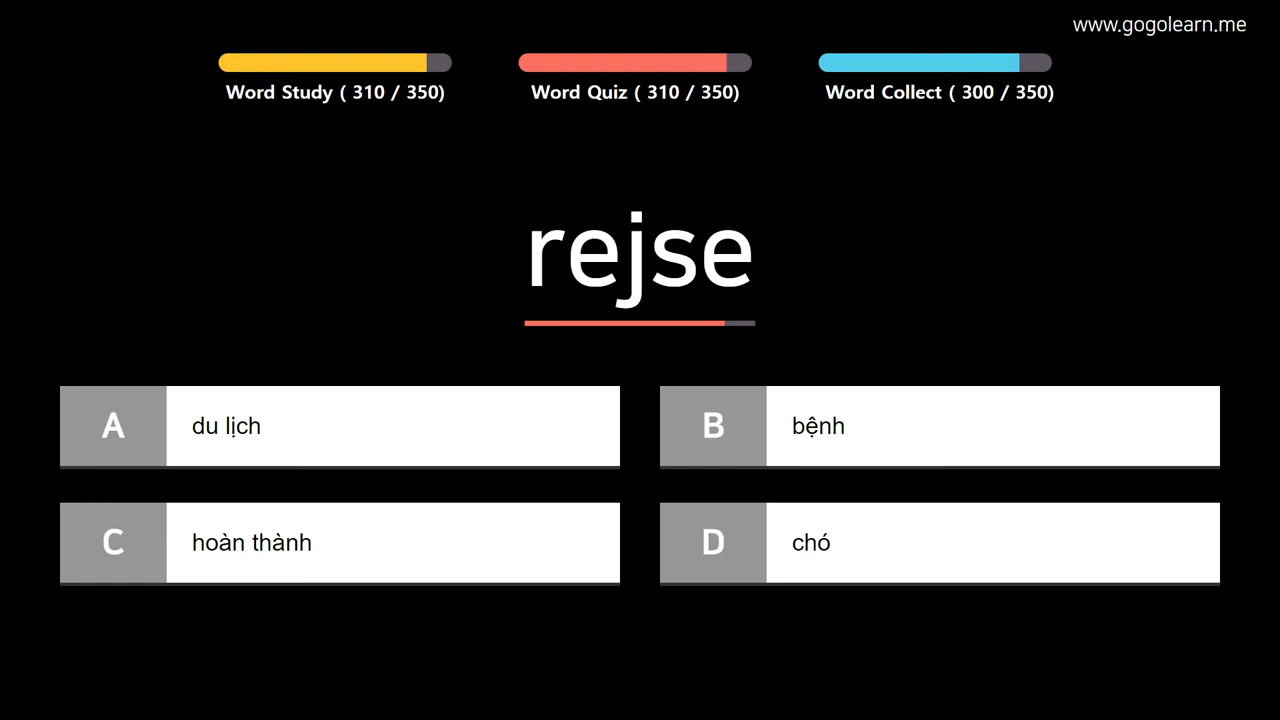 www.gogolearn.me
Word Study ( 310 / 350)
Word Quiz ( 310 / 350)
Word Collect ( 300 / 350)
rejse
A du lịch
B bệnh
C hoàn thành
D chó